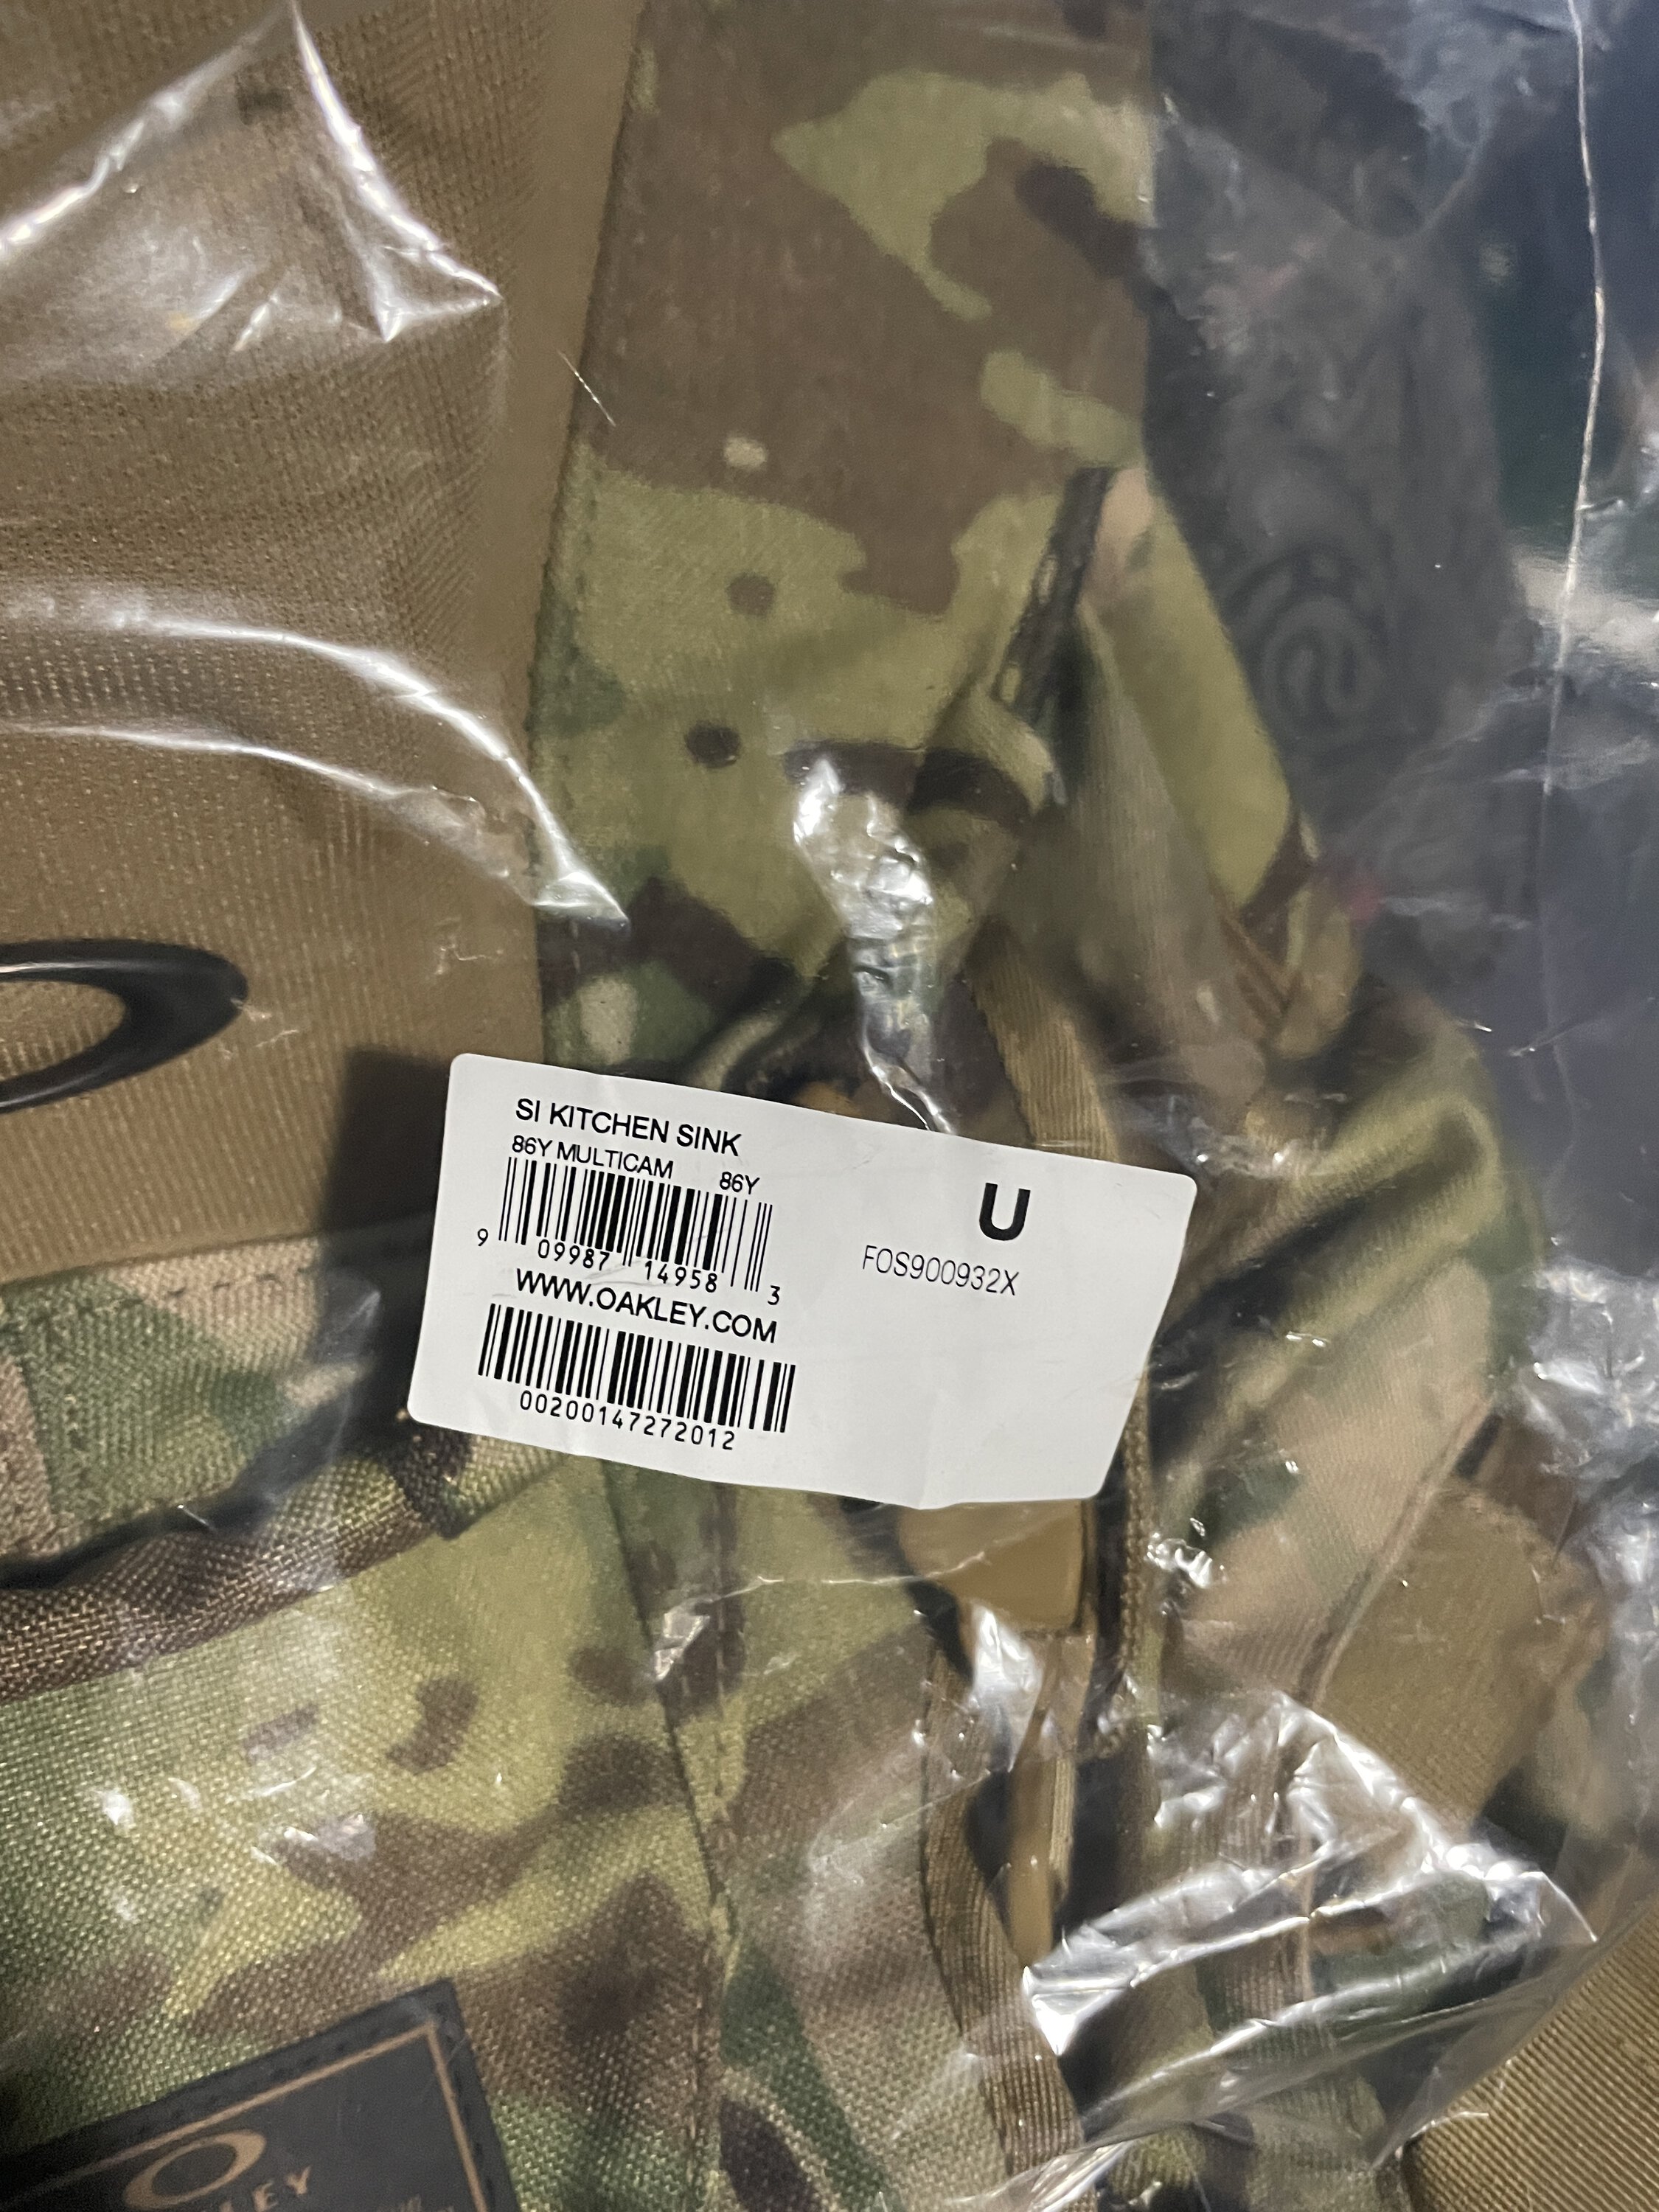 SI KITCHEN SINK
86Y MULTICAM 86Y
9 09987 14958 3
WWW.OAKLEY.COM
00200147272012
U
FOS900932X